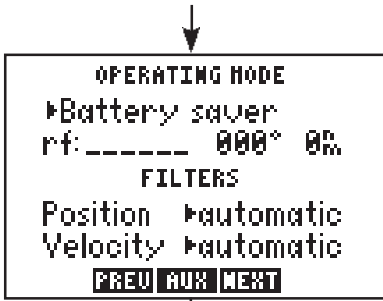 OPERATING MODE
▸Battery saver
rf:______ 000° 0
FILTERS
Position ▸automatic
Velocity ▸automatic
PREV AUX NEXT